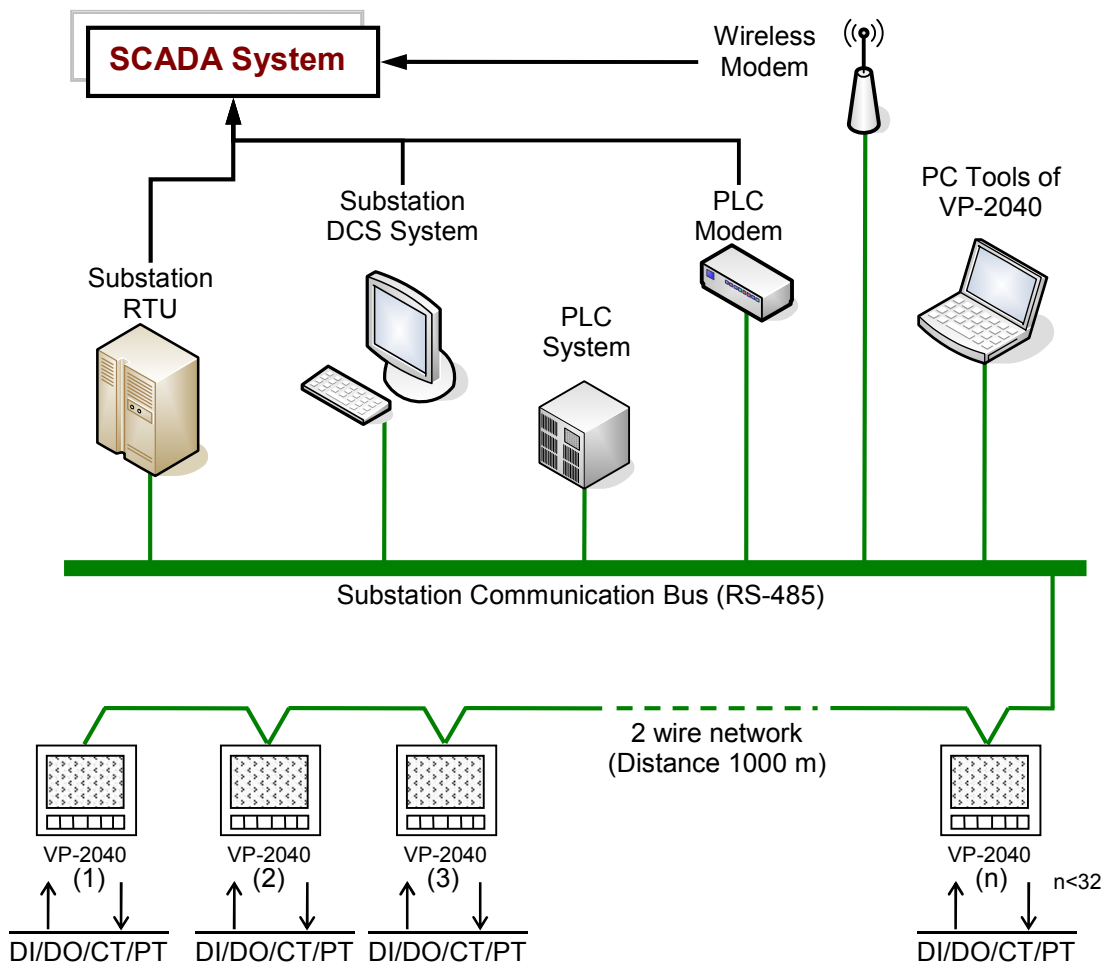 SCADA System
Wireless
Modem
PC Tools of
VP-2040
Substation
DCS System
PLC
Modem
Substation
RTU
PLC
System
Substation Communication Bus (RS-485)
2 wire network
(Distance 1000 m)
VP-2040
(1)
VP-2040
(2)
VP-2040
(3)
VP-2040
(n)
n<32
DI/DO/CT/PT
DI/DO/CT/PT
DI/DO/CT/PT
DI/DO/CT/PT